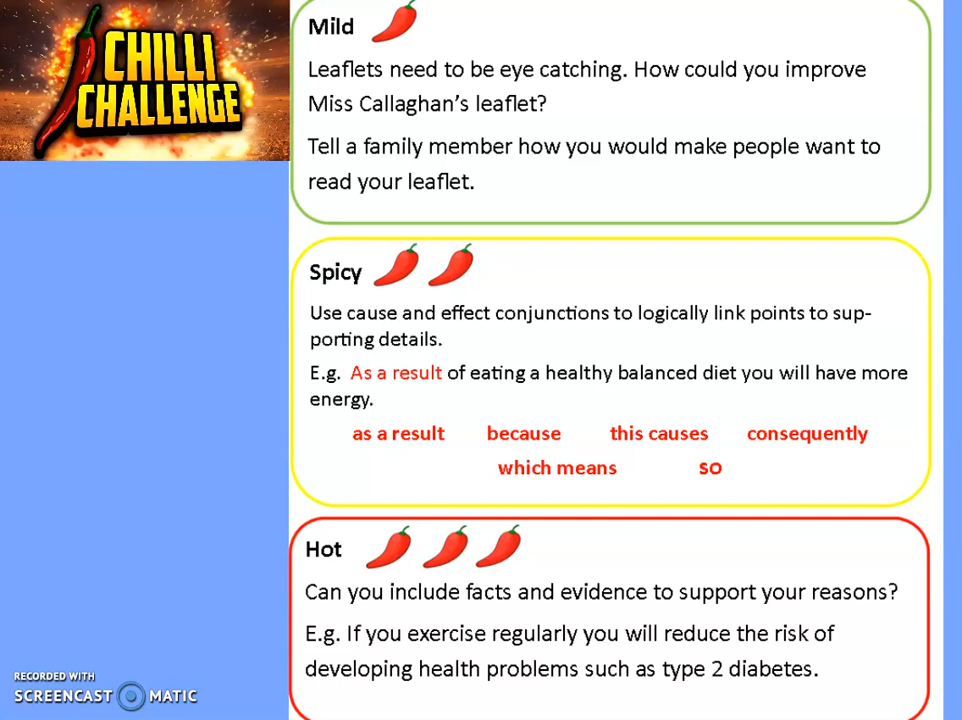 CHILLI
CHALLENGE
Mild
Leaflets need to be eye catching. How could you improve
Miss Callaghan's leaflet?
Tell a family member how you would make people want to
read your leaflet.
Spicy
Use cause and effect conjunctions to logically link points to sup-
porting details.
E.g. As a result of eating a healthy balanced diet you will have more
energy.
as a result because this causes consequently
which means so
Hot
Can you include facts and evidence to support your reasons?
E.g. If you exercise regularly you will reduce the risk of
developing health problems such as type 2 diabetes.
RECORDED WITH
SCREENCAST MATIC